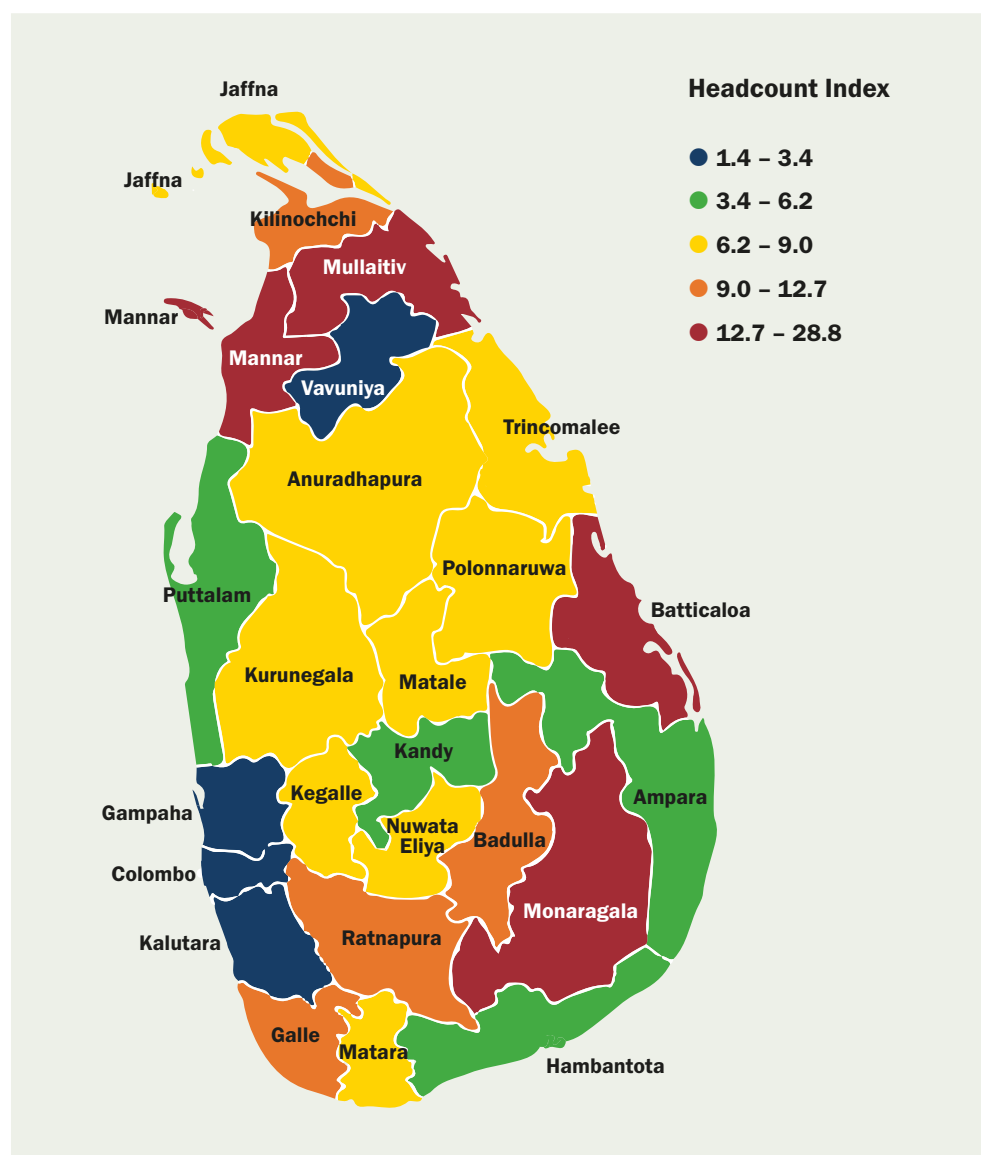 Jaffna
Headcount Index
1.4 – 3.4
Jaffna
3.4 – 6.2
Kilinochchi
6.2 – 9.0
Mullaitiv
9.0 – 12.7
Mannar
12.7 – 28.8
Mannar
Vavuniya
Trincomalee
Anuradhapura
Polonnaruwa
Puttalam
Batticaloa
Kurunegala
Matale
Kandy
Kegalle
Ampara
Gampaha
Nuwata
Eliya
Badulla
Colombo
Monaragala
Kalutara
Ratnapura
Galle
Matara
Hambantota